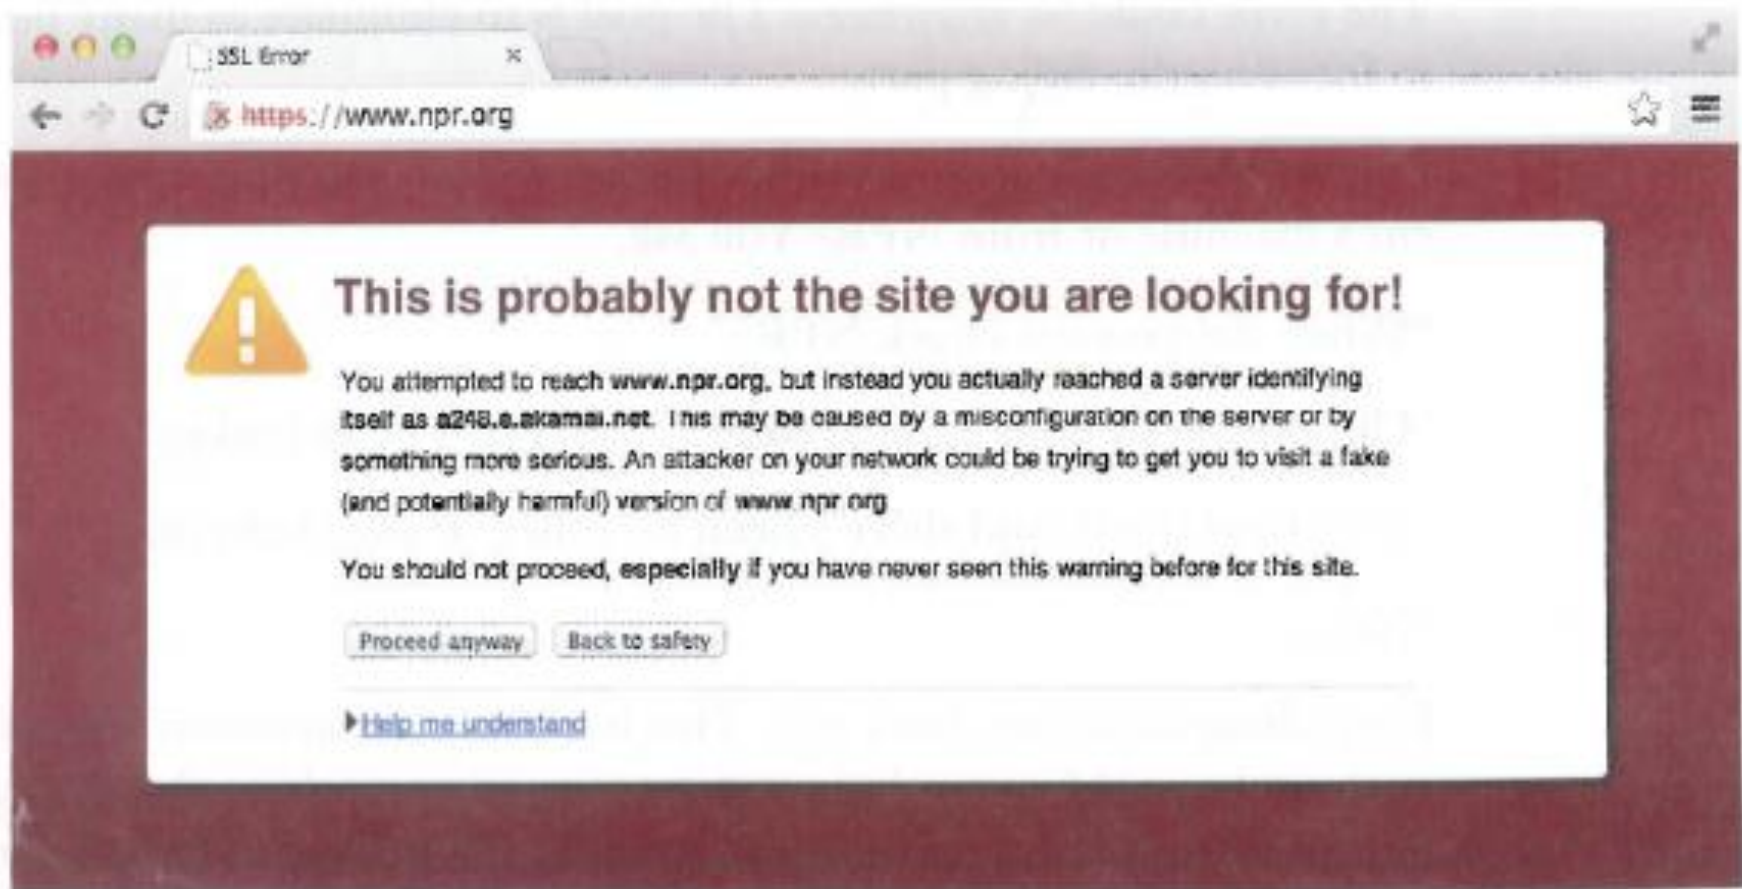 SSL Error
https://www.npr.org
This is probably not the site you are looking for!
You attempted to reach www.npr.org, but instead you actually reached a server identifying
itself as a248.e.akamai.net. This may be caused by a misconfiguration on the server or by
something more serious. An attacker on your network could be trying to get you to visit a fake
(and potentially harmful) version of www.npr.org
You should not proceed, especially if you have never seen this warning before for this site.
Proceed anyway Back to safety
Help me understand